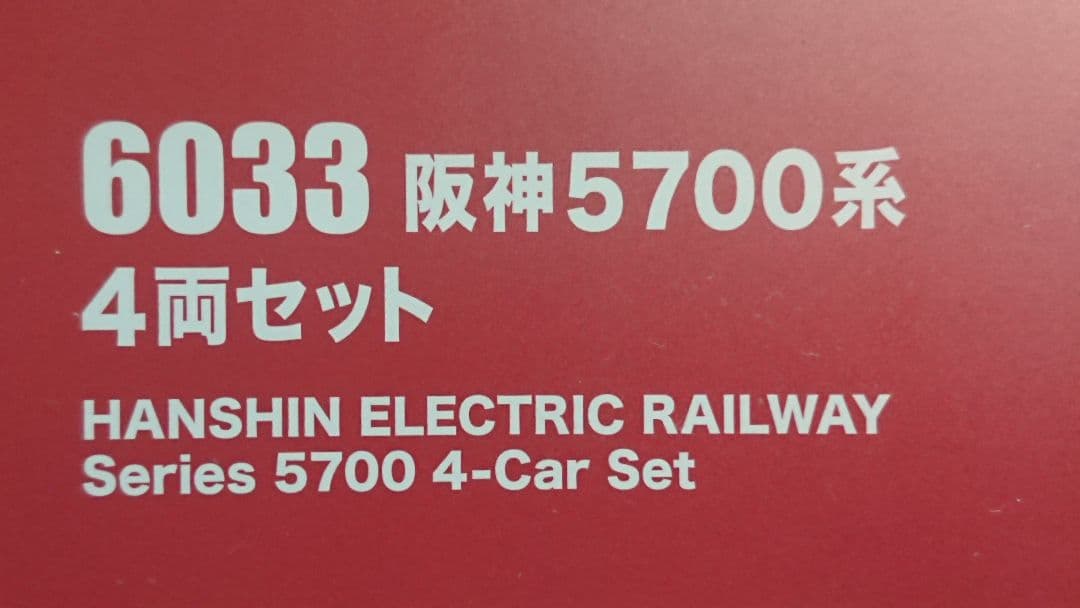 6033 阪神5700系
4両セット
HANSHIN ELECTRIC RAILWAY
Series 5700 4-Car Set